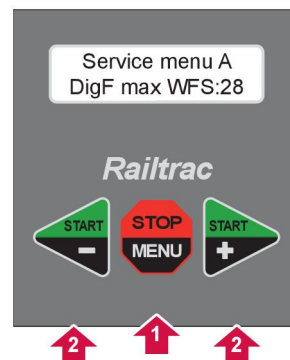 Service menu A
DigF max WFS:28
Railtrac
START
-
STOP
MENU
START
+
2
1
2